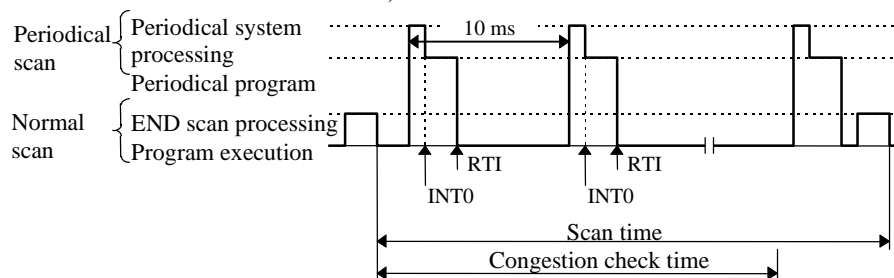 10 ms
Periodical scan
Periodical system processing
Periodical program
Normal scan
END scan processing
Program execution
RTI
RTI
INT0
INT0
Scan time
Congestion check time